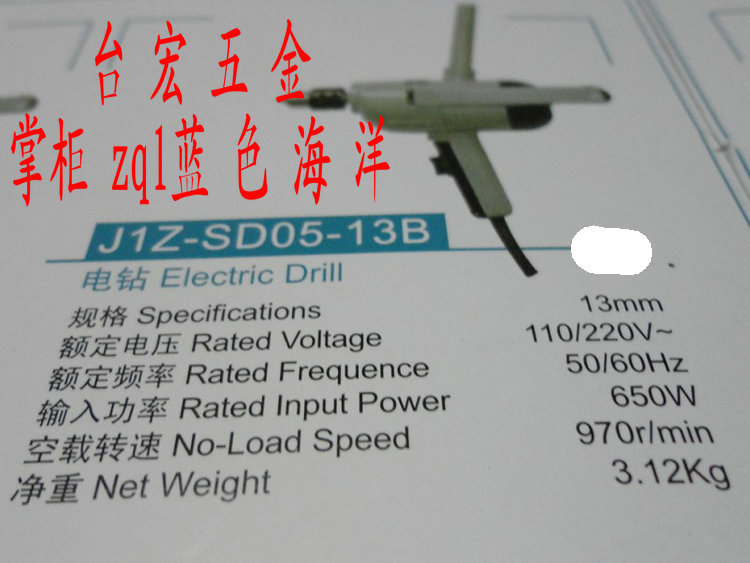 台宏五金
掌柜 zql蓝色海洋
J1Z-SD05-13B
电钻 Electric Drill
规格 Specifications 13mm
额定电压 Rated Voltage 110/220V~
额定频率 Rated Frequence 50/60Hz
输入功率 Rated Input Power 650W
空载转速 No-Load Speed 970r/min
净重 Net Weight 3.12Kg